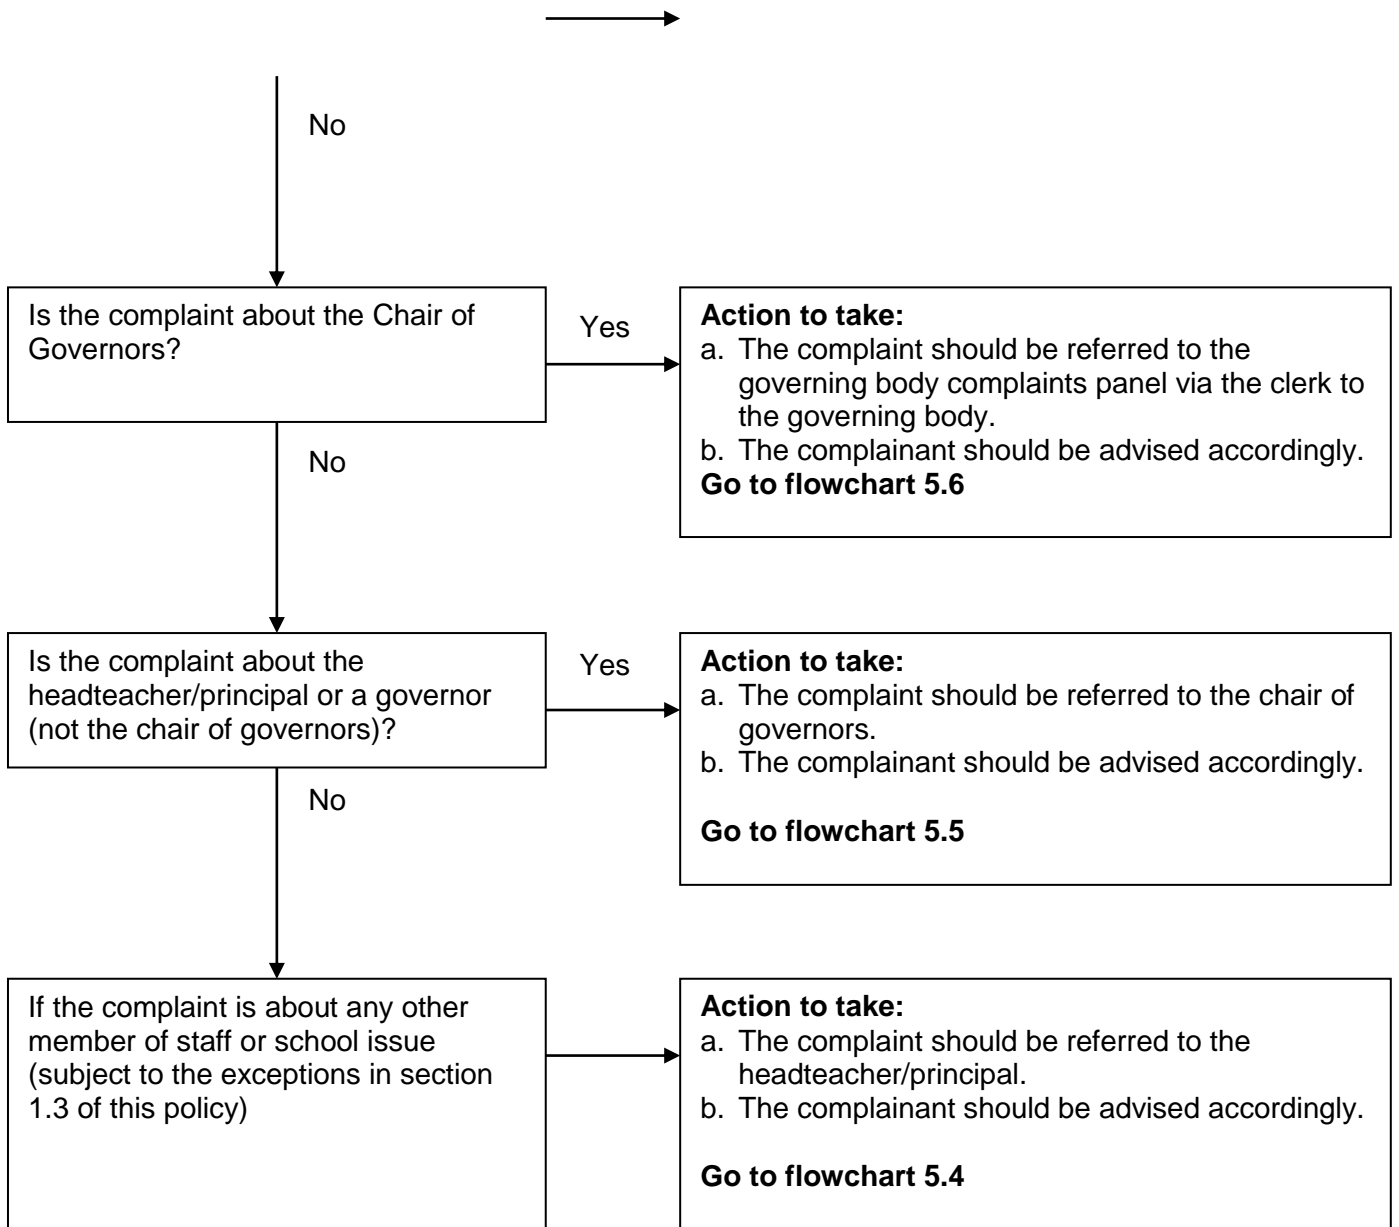 No
Is the complaint about the Chair of
Governors?
Yes
Action to take:
a. The complaint should be referred to the
governing body complaints panel via the clerk to
the governing body.
b. The complainant should be advised accordingly.
Go to flowchart 5.6
No
Is the complaint about the
headteacher/principal or a governor
(not the chair of governors)?
Yes
Action to take:
a. The complaint should be referred to the chair of
governors.
b. The complainant should be advised accordingly.
Go to flowchart 5.5
No
If the complaint is about any other
member of staff or school issue
(subject to the exceptions in section
1.3 of this policy)
Action to take:
a. The complaint should be referred to the
headteacher/principal.
b. The complainant should be advised accordingly.
Go to flowchart 5.4